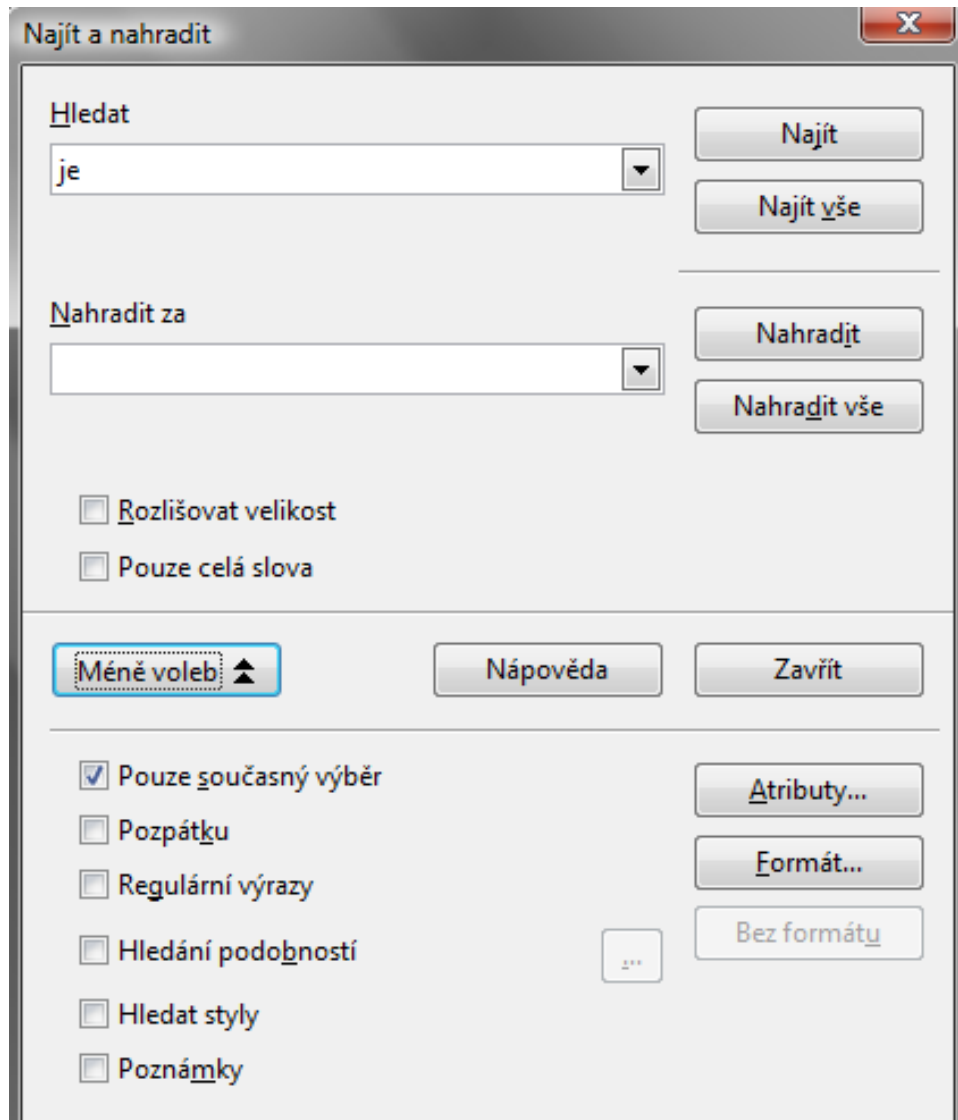 Najít a nahradit
Hledat
Najít
je
Najít vše
Nahradit za
Nahradit
Nahradit vše
Rozlišovat velikost
Pouze celá slova
Méně voleb
Nápověda
Zavřít
Pouze současný výběr
Atributy...
Pozpátku
Formát...
Regulární výrazy
Bez formátu
Hledání podobností
...
Hledat styly
Poznámky